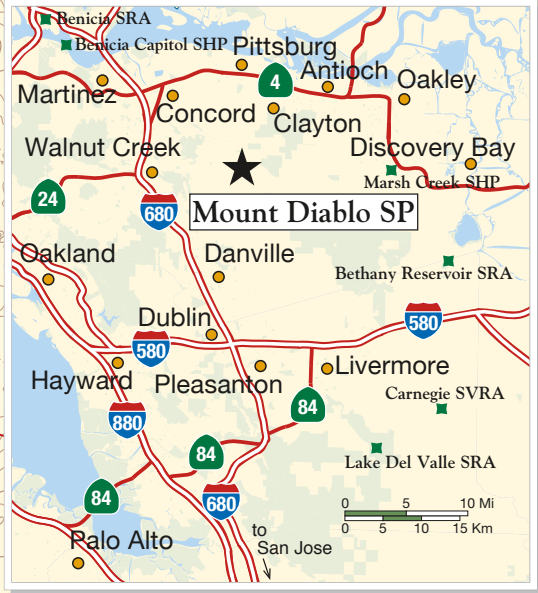 Benicia SRA
Benicia Capitol SHP
Pittsburg
Antioch
Oakley
Martinez
4
Concord
Clayton
Walnut Creek
Discovery Bay
Marsh Creek SHP
24
680
Mount Diablo SP
Oakland
Danville
Bethany Reservoir SRA
Dublin
580
580
Hayward
Pleasanton
Livermore
Carnegie SVRA
84
880
84
Lake Del Valle SRA
84
680
0 5 10 Mi
0 5 10 15 Km
Palo Alto
to
San Jose